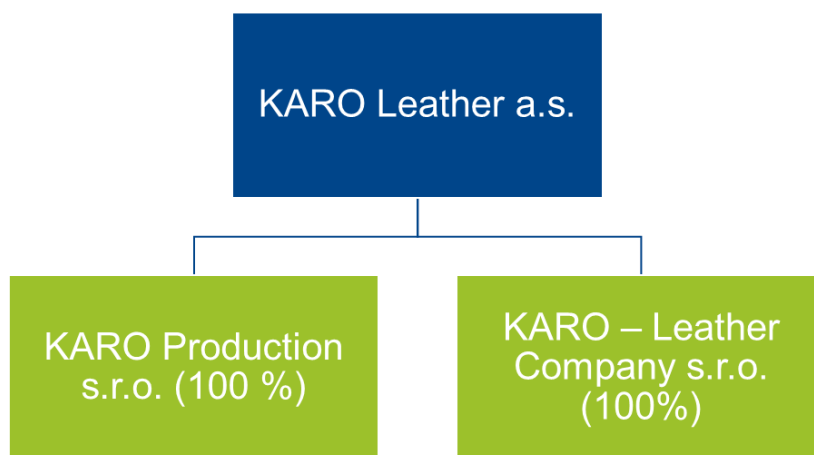 KARO Leather a.s.
KARO Production
s.r.o. (100 %)
KARO – Leather
Company s.r.o.
(100%)